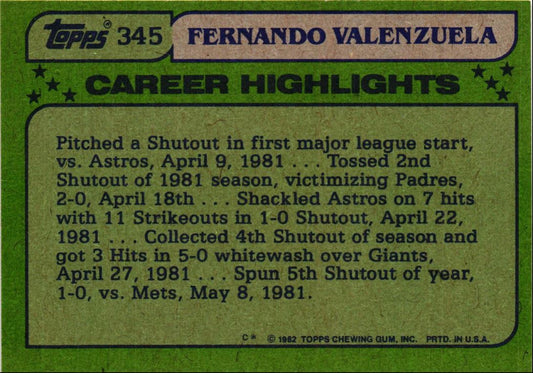 Topps® 345 FERNANDO VALENZUELA
CAREER HIGHLIGHTS
Pitched a Shutout in first major league start,
vs. Astros, April 9, 1981 . . . Tossed 2nd
Shutout of 1981 season, victimizing Padres,
2-0, April 18th . . . Shackled Astros on 7 hits
with 11 Strikeouts in 1-0 Shutout, April 22,
1981 . . . Collected 4th Shutout of season and
got 3 Hits in 5-0 whitewash over Giants,
April 27, 1981 . . . Spun 5th Shutout of year,
1-0, vs. Mets, May 8, 1981.
C* © 1982 TOPPS CHEWING GUM, INC. PRTD. IN U.S.A.